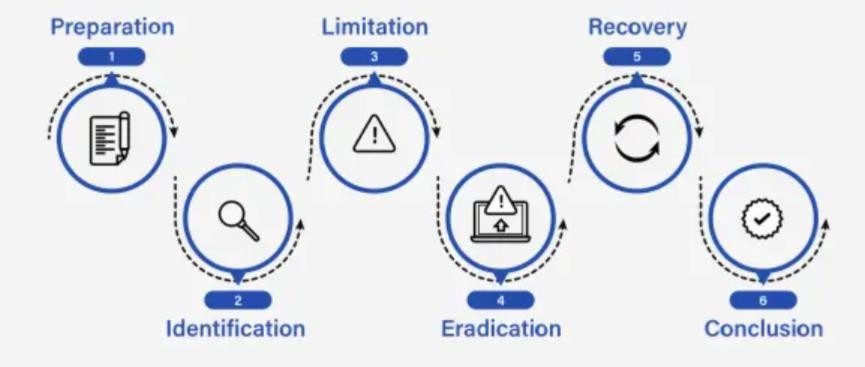 Preparation
1
2
Identification
Limitation
3
4
Eradication
Recovery
5
6
Conclusion